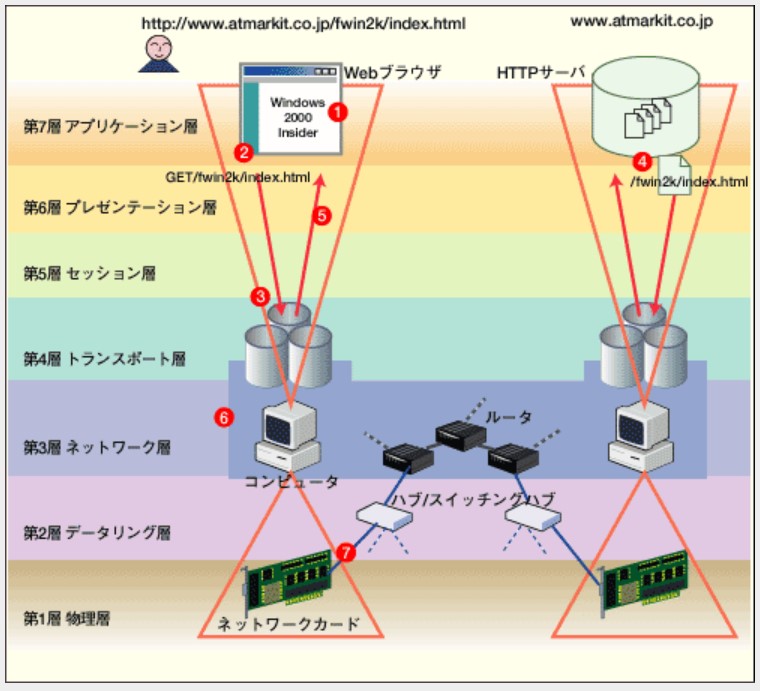 http://www.atmarkit.co.jp/fwin2k/index.html
www.atmarkit.co.jp
Webブラウザ
HTTPサーバ
Windows
2000
Insider
1
第7層 アプリケーション層
2
4
GET/fwin2k/index.html
/fwin2k/index.html
第6層 プレゼンテーション層
5
第5層 セッション層
3
第4層 トランスポート層
6
ルータ
第3層 ネットワーク層
コンピュータ
ハブ/スイッチングハブ
第2層 データリング層
7
第1層 物理層
ネットワークカード